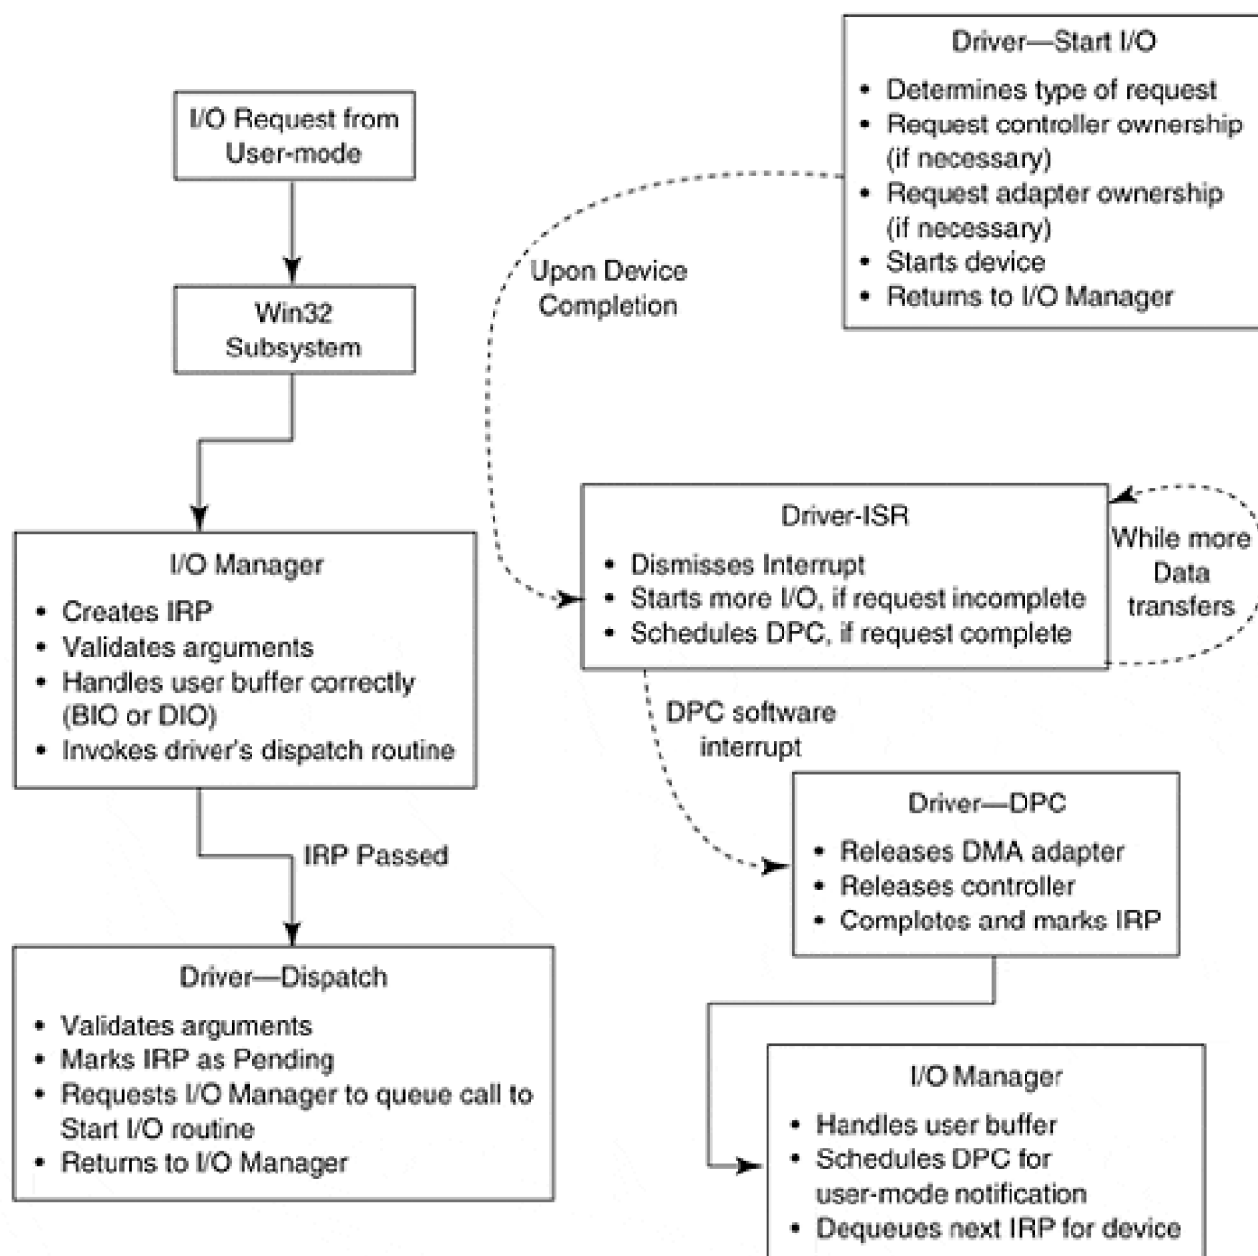 I/O Request from
User-mode
Win32
Subsystem
I/O Manager
• Creates IRP
• Validates arguments
• Handles user buffer correctly
(BIO or DIO)
• Invokes driver's dispatch routine
IRP Passed
Driver—Dispatch
• Validates arguments
• Marks IRP as Pending
• Requests I/O Manager to queue call to
Start I/O routine
• Returns to I/O Manager
Driver—Start I/O
• Determines type of request
• Request controller ownership
(if necessary)
• Request adapter ownership
(if necessary)
• Starts device
• Returns to I/O Manager
Upon Device
Completion
Driver-ISR
• Dismisses Interrupt
• Starts more I/O, if request incomplete
• Schedules DPC, if request complete
While more
Data
transfers
DPC software
interrupt
Driver—DPC
• Releases DMA adapter
• Releases controller
• Completes and marks IRP
I/O Manager
• Handles user buffer
• Schedules DPC for
user-mode notification
• Dequeues next IRP for device